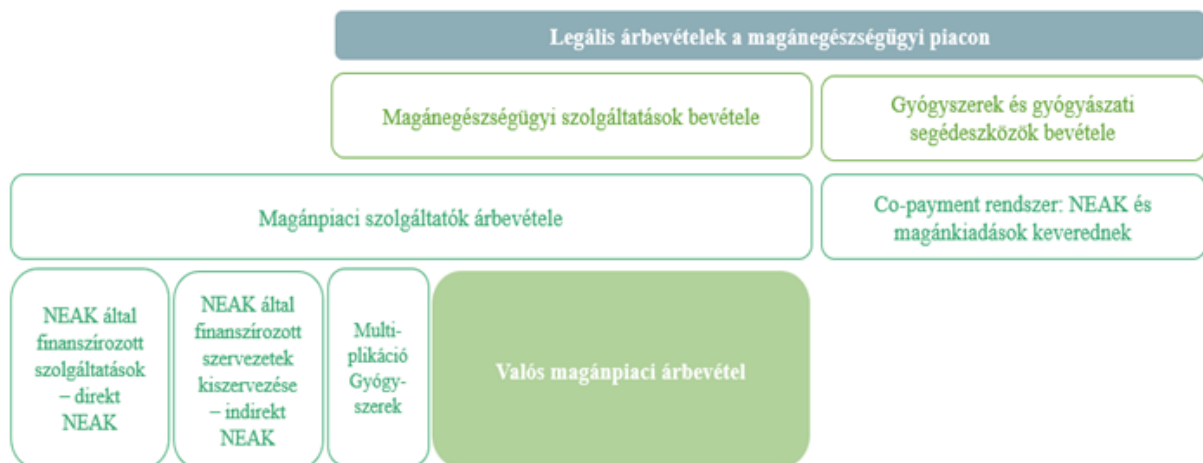 Legális árbevételek a magánegészségügyi piacon
Magánegészségügyi szolgáltatások bevétele
Gyógyszerek és gyógyászati
segédeszközök bevétele
Magánpiaci szolgáltatók árbevétele
Co-payment rendszer: NEAK és
magánkiadások keverednek
NEAK által
finanszírozott
szolgáltatások
– direkt
NEAK
NEAK által
finanszírozott
szervezetek
kiszervezése
– indirekt
NEAK
Multi-
plikáció
Gyógy-
szerek
Valós magánpiaci árbevétel